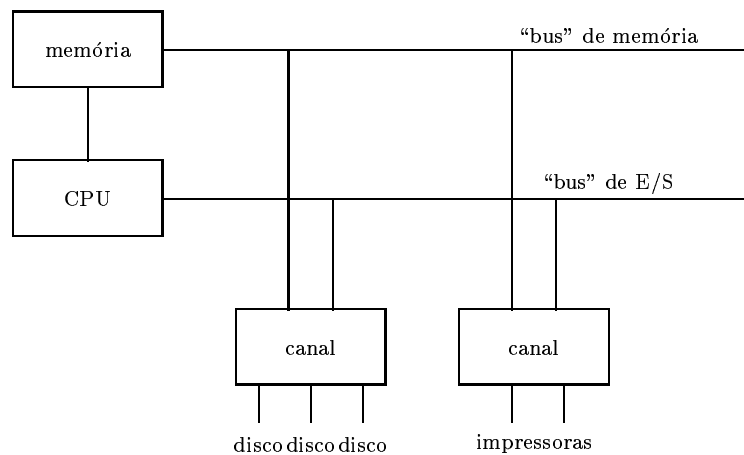 memória
“bus” de memória
CPU
“bus” de E/S
canal
canal
disco disco disco
impressoras